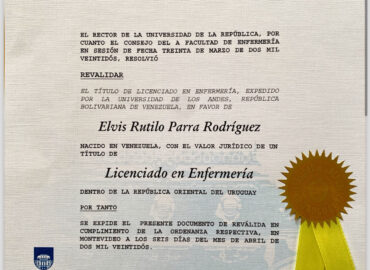 EL RECTOR DE LA UNIVERSIDAD DE LA REPÚBLICA, POR
CUANTO EL CONSEJO DEL A FACULTAD DE ENFERMERÍA
EN SESIÓN DE FECHA TREINTA DE MARZO DE DOS MIL
VEINTIDÓS, RESOLVIÓ
REVALIDAR
EL TÍTULO DE LICENCIADO EN ENFERMERÍA, EXPEDIDO
POR LA UNIVERSIDAD DE LOS ANDES, REPÚBLICA
BOLIVARIANA DE VENEZUELA, EN FAVOR DE
Elvis Rutilo Parra Rodríguez
NACIDO EN VENEZUELA, CON EL VALOR JURÍDICO DE UN
TÍTULO DE
Licenciado en Enfermería
DENTRO DE LA REPÚBLICA ORIENTAL DEL URUGUAY
POR TANTO
SE EXPIDE EL PRESENTE DOCUMENTO DE REVÁLIDA EN
CUMPLIMIENTO DE LA ORDENANZA RESPECTIVA, EN
MONTEVIDEO A LOS SEIS DÍAS DEL MES DE ABRIL DE
DOS MIL VEINTIDÓS.